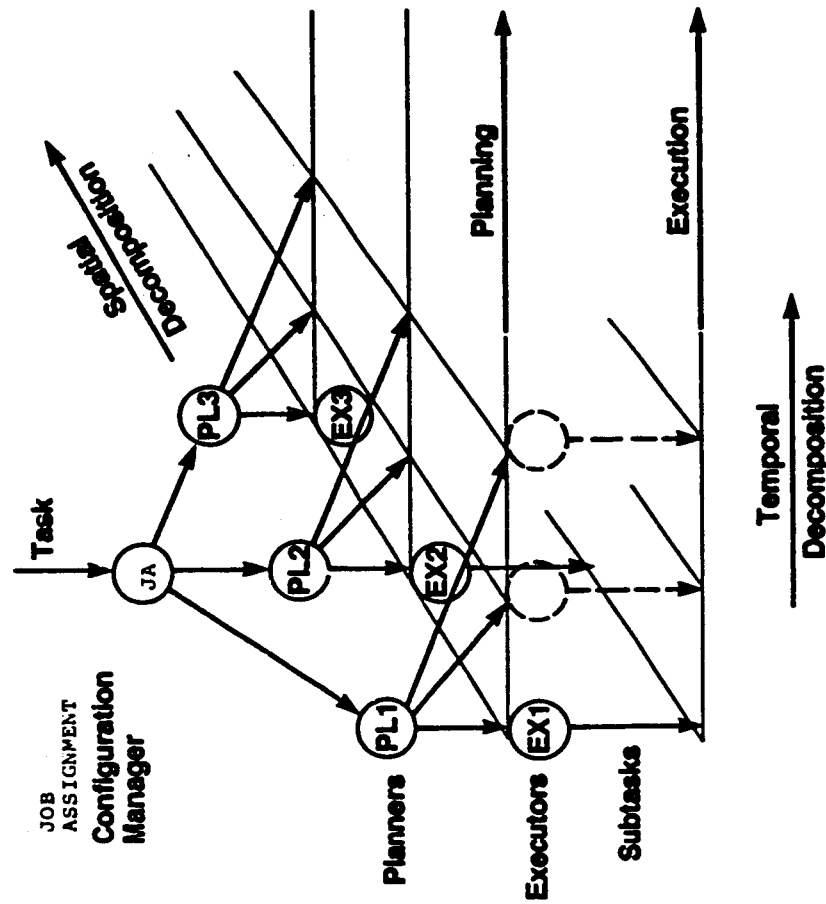 Task
JOB
ASSIGNMENT
Configuration
Manager
JA
Spatial
Decomposition
PL3
PL2
PL1
Planners
EX3
EX2
EX1
Executors
Planning
Subtasks
Execution
Temporal
Decomposition